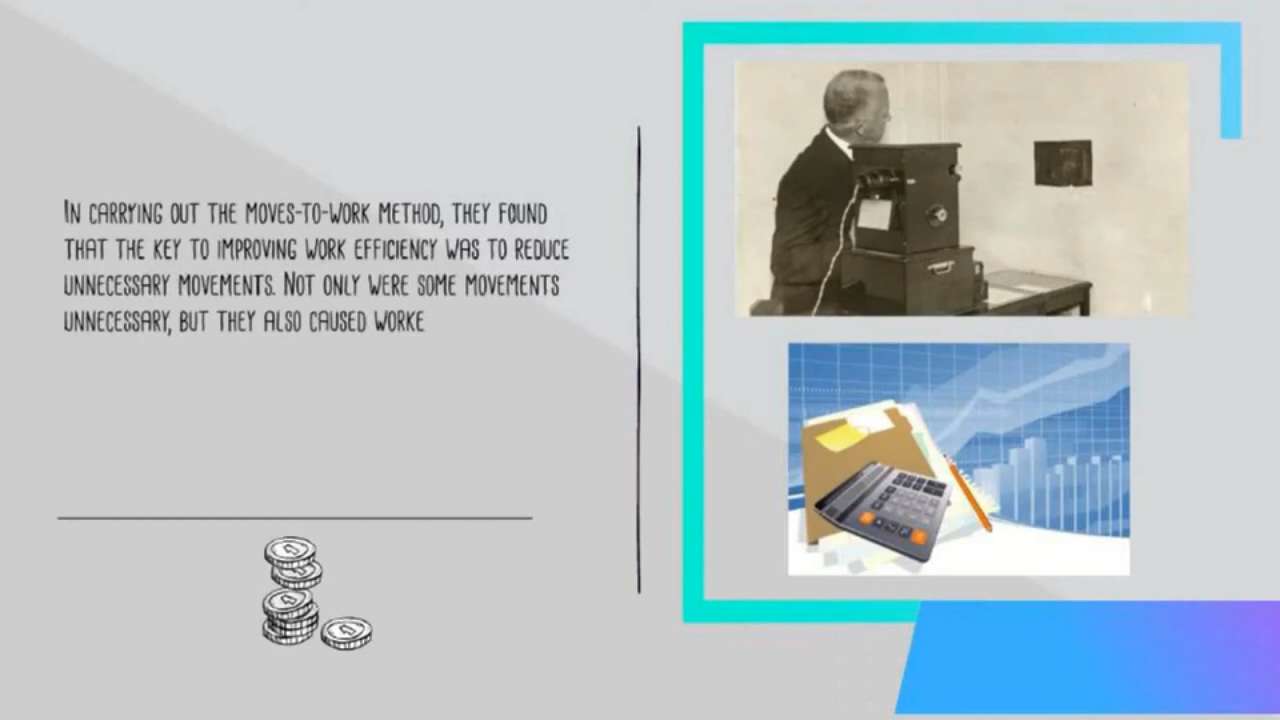 In carrying out the moves-to-work method, they found
that the key to improving work efficiency was to reduce
unnecessary movements. Not only were some movements
unnecessary, but they also caused worke